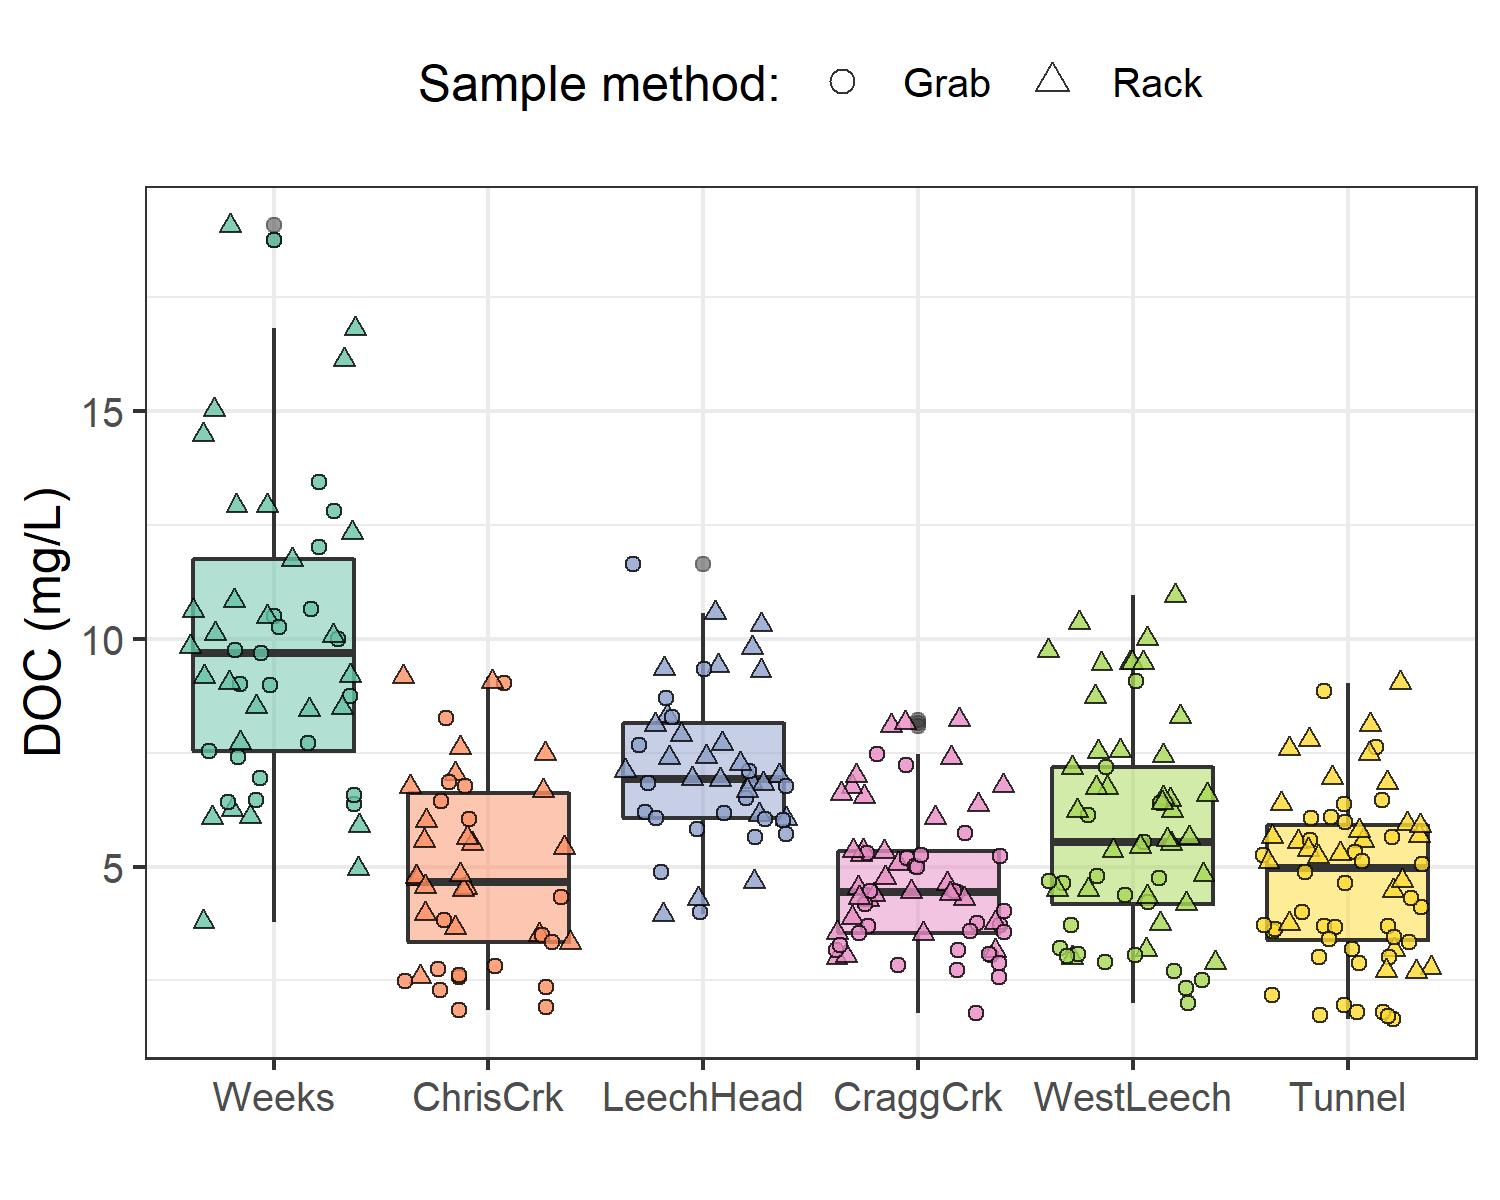 Sample method: Grab Rack
DOC (mg/L)
15
10
5
Weeks ChrisCrk LeechHead CraggCrk WestLeech Tunnel